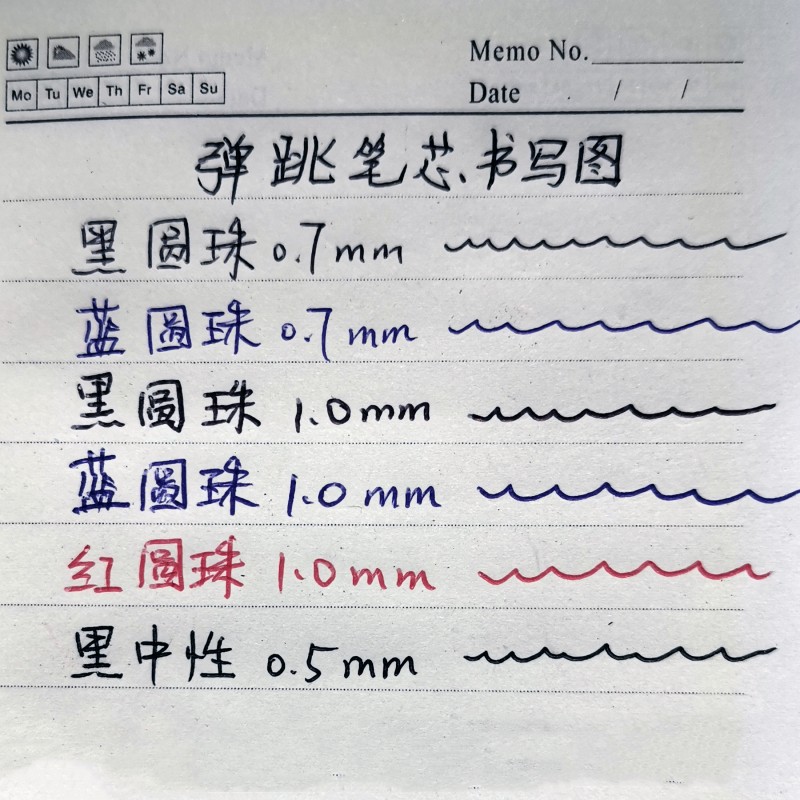 Memo No.
Mo Tu We Th Fr Sa Su
Date / /
弹跳笔芯书写图
黑圆珠0.7mm
蓝圆珠0.7mm
黑圆珠1.0mm
蓝圆珠1.0mm
红圆珠1.0mm
黑中性0.5mm